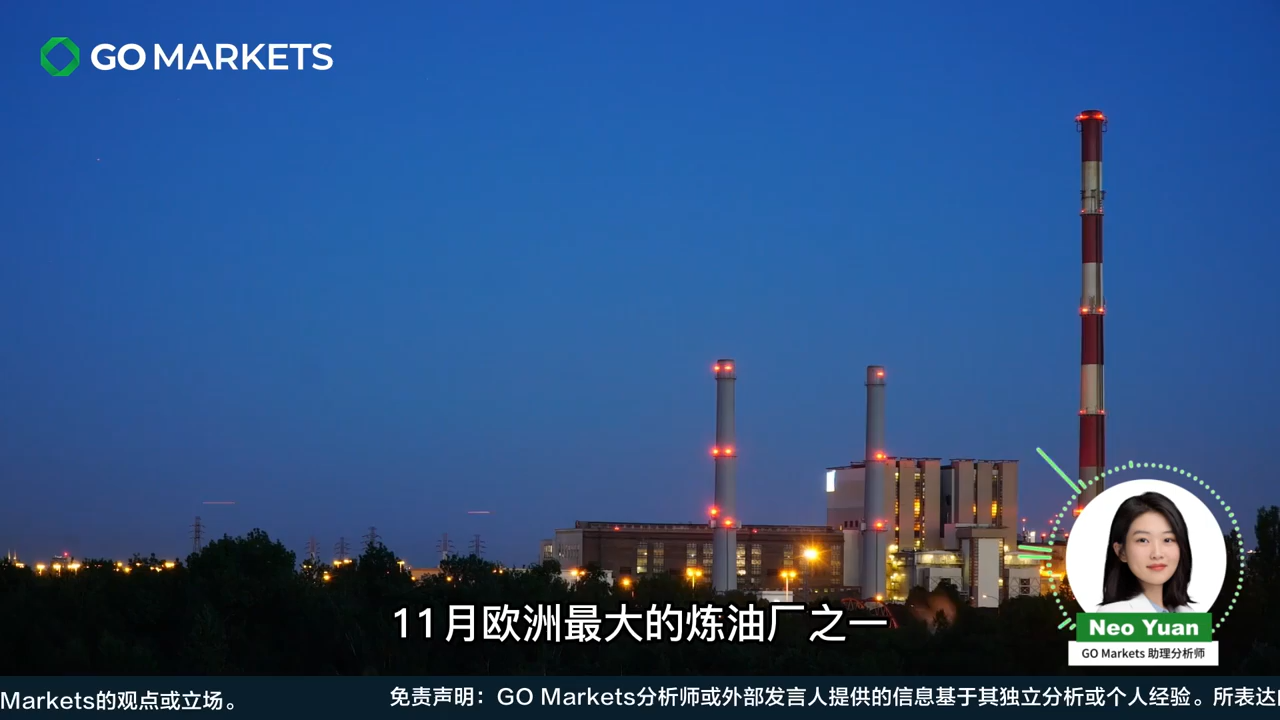 GO MARKETS
11月欧洲最大的炼油厂之一
Neo Yuan
GO Markets 助理分析师
Markets的观点或立场。 免责声明：GO Markets分析师或外部发言人提供的信息基于其独立分析或个人经验。所表达